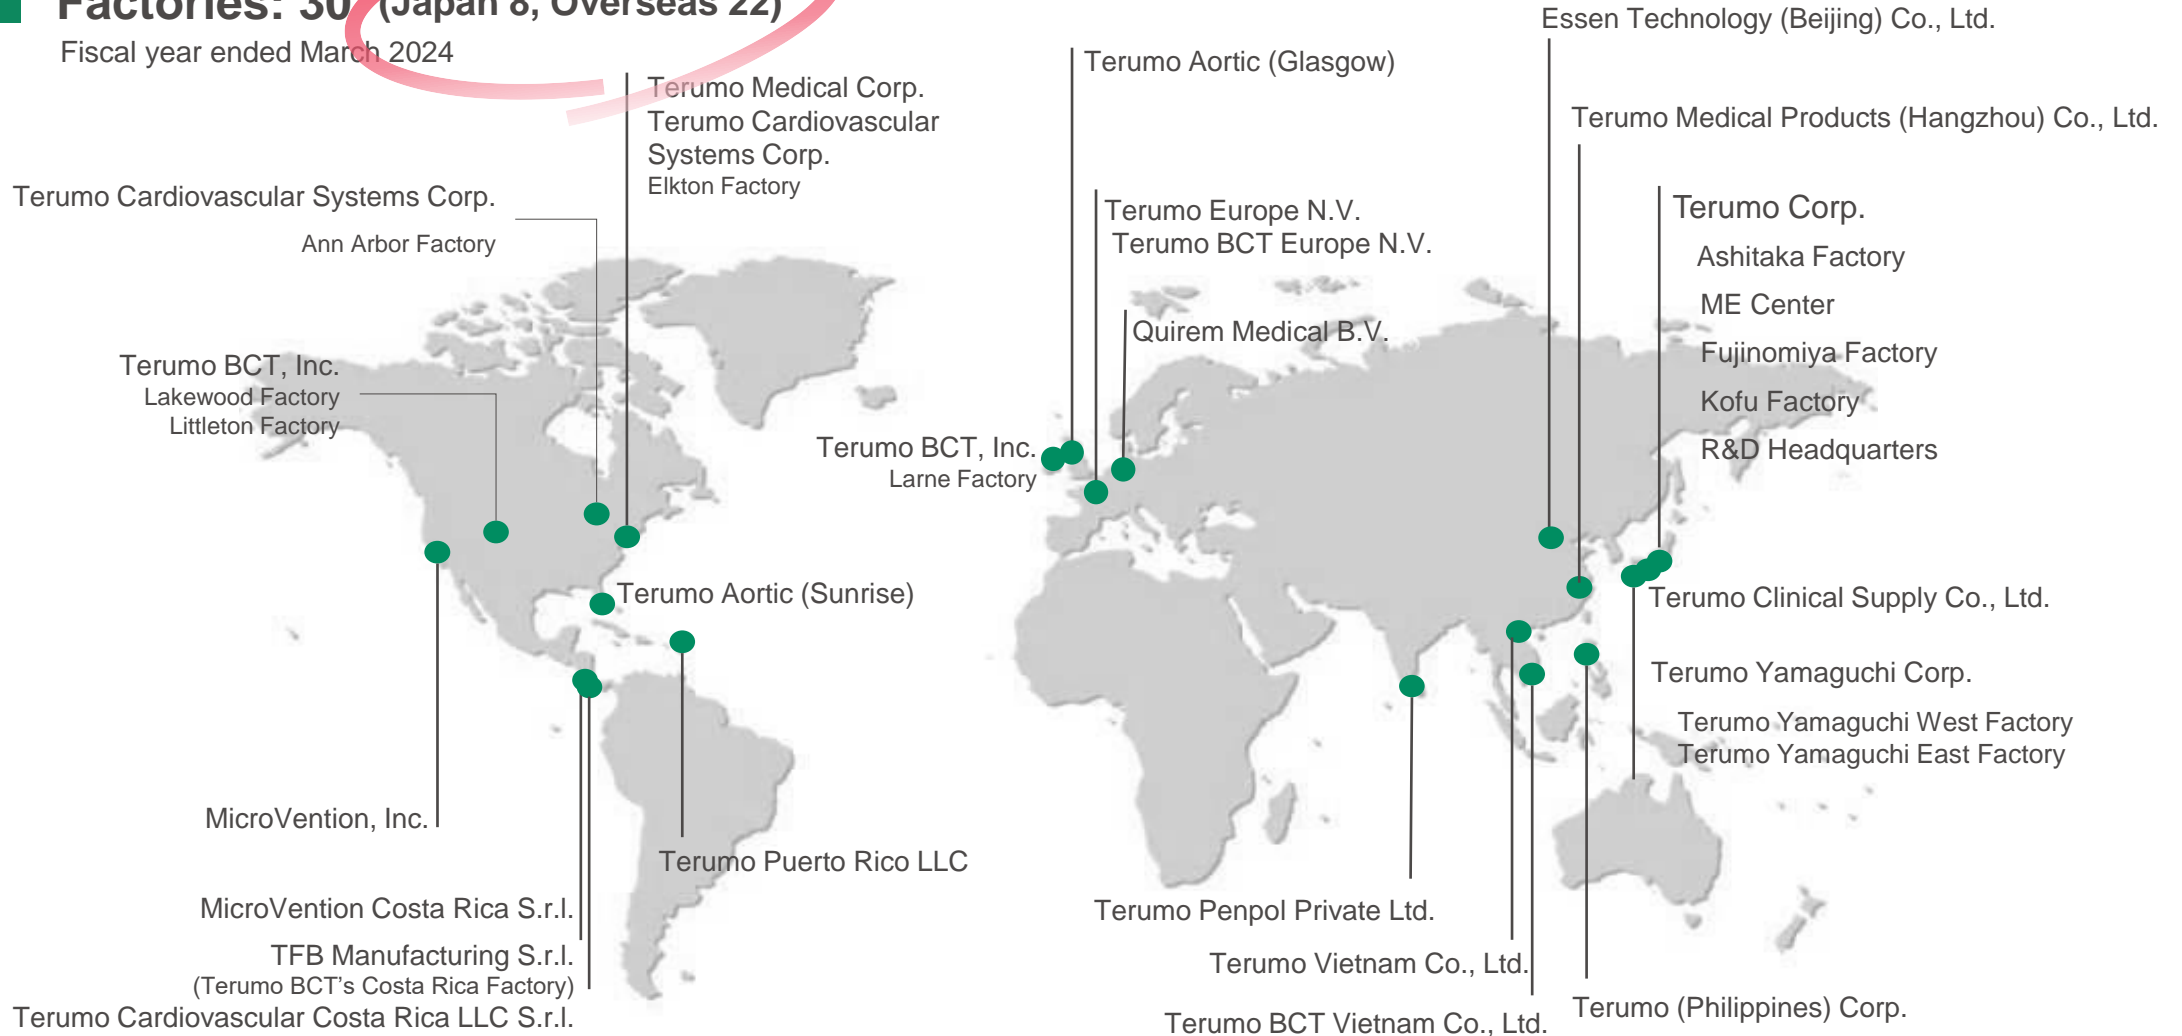 Factories: 30 (Japan 8, Overseas 22)
Fiscal year ended March 2024
Terumo Medical Corp.
Terumo Cardiovascular
Systems Corp.
Elkton Factory
Terumo Cardiovascular Systems Corp.
Ann Arbor Factory
Terumo BCT, Inc.
Lakewood Factory
Littleton Factory
Terumo Aortic (Sunrise)
MicroVention, Inc.
Terumo Puerto Rico LLC
MicroVention Costa Rica S.r.l.
TFB Manufacturing S.r.l.
(Terumo BCT’s Costa Rica Factory)
Terumo Cardiovascular Costa Rica LLC S.r.l.
Terumo Aortic (Glasgow)
Terumo Europe N.V.
Terumo BCT Europe N.V.
Quirem Medical B.V.
Terumo BCT, Inc.
Larne Factory
Essen Technology (Beijing) Co., Ltd.
Terumo Medical Products (Hangzhou) Co., Ltd.
Terumo Corp.
Ashitaka Factory
ME Center
Fujinomiya Factory
Kofu Factory
R&D Headquarters
Terumo Clinical Supply Co., Ltd.
Terumo Yamaguchi Corp.
Terumo Yamaguchi West Factory
Terumo Yamaguchi East Factory
Terumo Penpol Private Ltd.
Terumo Vietnam Co., Ltd.
Terumo BCT Vietnam Co., Ltd.
Terumo (Philippines) Corp.